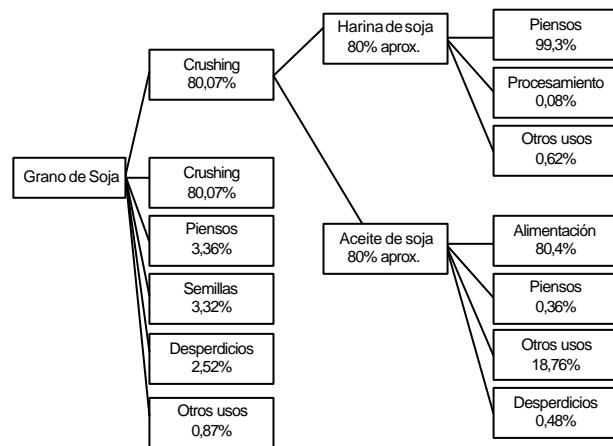 Grano de Soja
Crushing
80,07%
Crushing
80,07%
Piensos
3,36%
Semillas
3,32%
Desperdicios
2,52%
Otros usos
0,87%
Harina de soja
80% aprox.
Aceite de soja
80% aprox.
Piensos
99,3%
Procesamiento
0,08%
Otros usos
0,62%
Alimentación
80,4%
Piensos
0,36%
Otros usos
18,76%
Desperdicios
0,48%